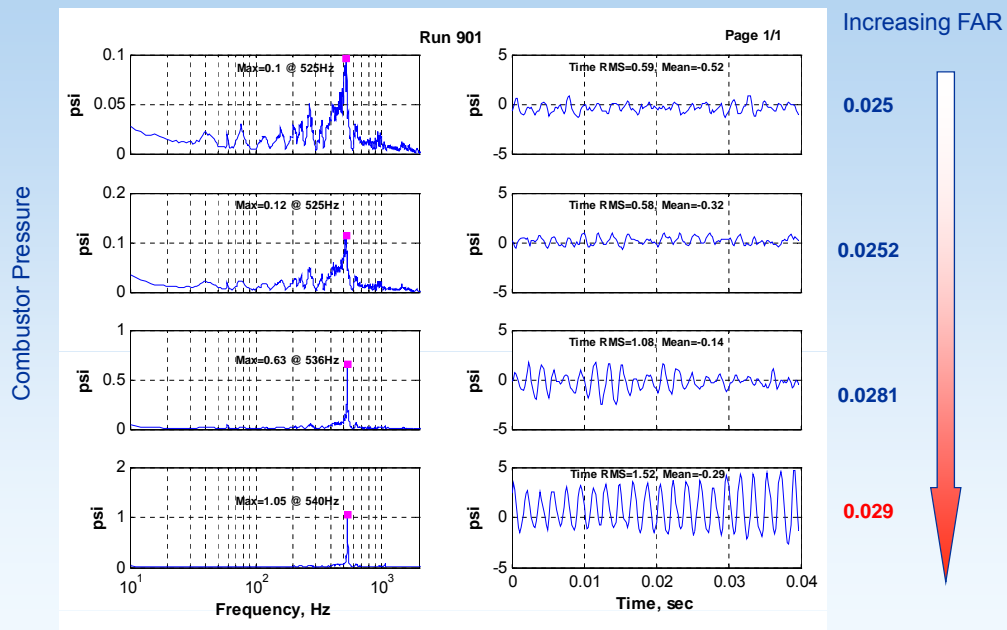 Increasing FAR
Run 901
Page 1/1
Combustor Pressure
psi
0.1
0.05
0
Max=0.1 @ 525Hz
5
0
-5
psi
Time RMS=0.59, Mean=-0.52
0.025
psi
0.2
0.1
0
Max=0.12 @ 525Hz
5
0
-5
psi
Time RMS=0.58, Mean=-0.32
0.0252
psi
1
0.5
0
Max=0.63 @ 536Hz
5
0
-5
psi
Time RMS=1.08, Mean=-0.14
0.0281
psi
2
1
0
Max=1.05 @ 540Hz
5
0
-5
psi
Time RMS=1.52, Mean=-0.29
0.029
10^1 10^2 10^3
Frequency, Hz
0 0.01 0.02 0.03 0.04
Time, sec